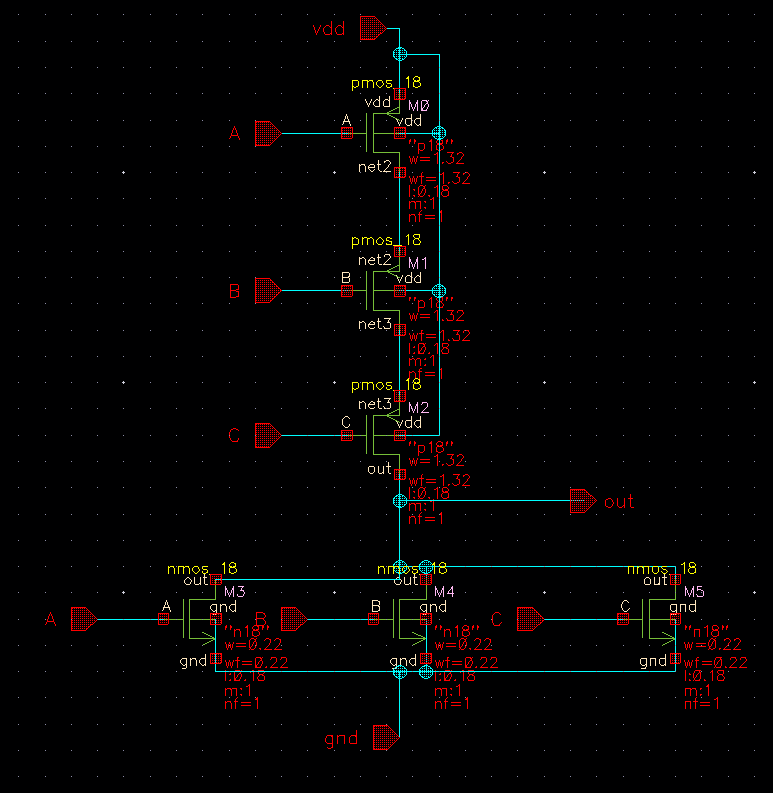 vdd
pmos_18
vdd
M0
A
A
vdd
"p18"
w=1.32
net2
wf=1.32
l:0.18
m:1
nf=1
pmos_18
net2
M1
B
B
vdd
"p18"
w=1.32
net3
wf=1.32
l:0.18
m:1
nf=1
pmos_18
net3
M2
C
C
vdd
"p18"
w=1.32
out
wf=1.32
l:0.18
m:1
nf=1
out
nmos_18
out
M3
A
A
gnd
"n18"
w=0.22
gnd
wf=0.22
l:0.18
m:1
nf=1
nmos_18
out
M4
B
B
gnd
"n18"
w=0.22
gnd
wf=0.22
l:0.18
m:1
nf=1
nmos_18
out
M5
C
C
gnd
"n18"
w=0.22
gnd
wf=0.22
l:0.18
m:1
nf=1
gnd